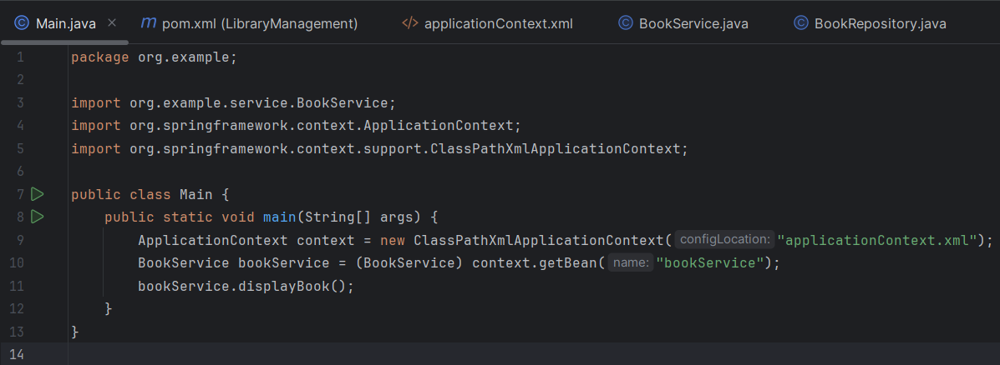 Main.java × pom.xml (LibraryManagement) </> applicationContext.xml BookService.java BookRepository.java
1 package org.example;
2
3 import org.example.service.BookService;
4 import org.springframework.context.ApplicationContext;
5 import org.springframework.context.support.ClassPathXmlApplicationContext;
6
7 public class Main {
8 public static void main(String[] args) {
9 ApplicationContext context = new ClassPathXmlApplicationContext( configLocation: "applicationContext.xml");
10 BookService bookService = (BookService) context.getBean( name: "bookService");
11 bookService.displayBook();
12 }
13 }
14